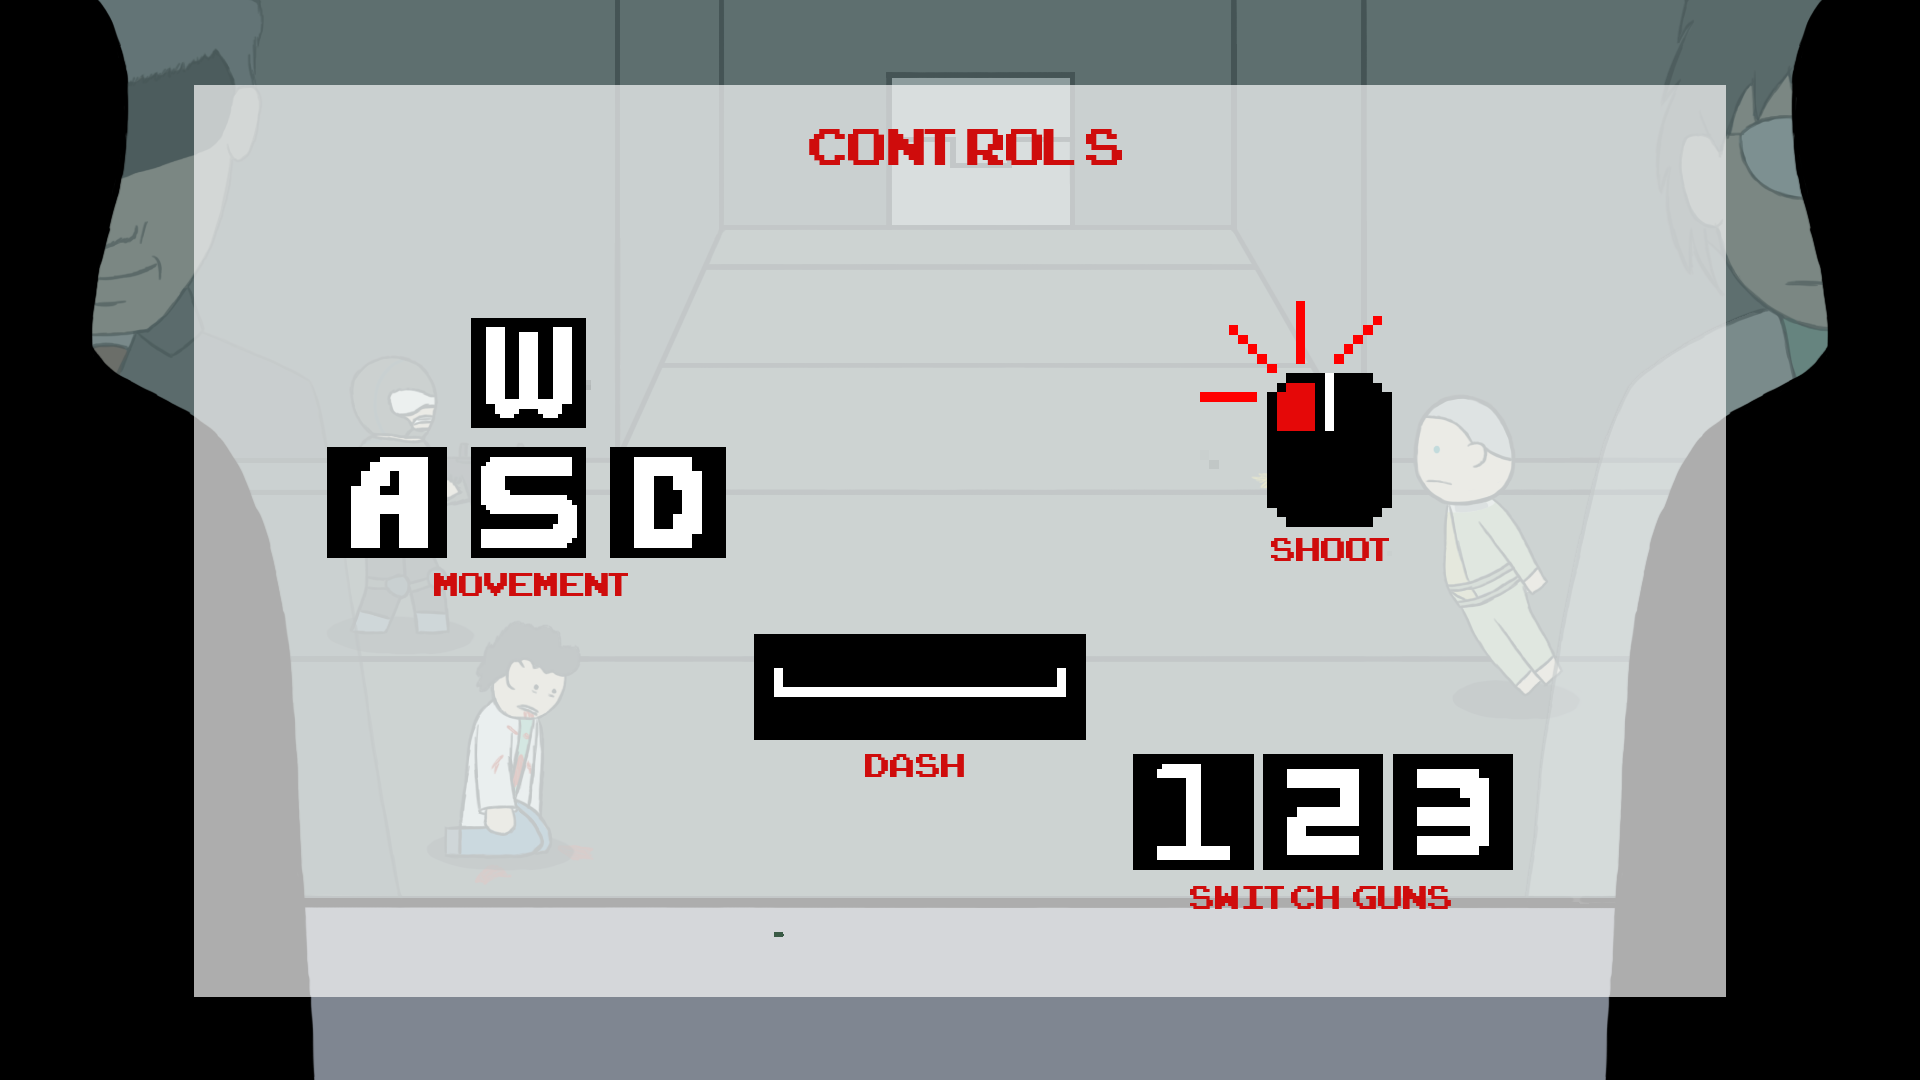 CONTROLS
W
A S D
MOVEMENT
SHOOT
DASH
1 2 3
SWITCH GUNS